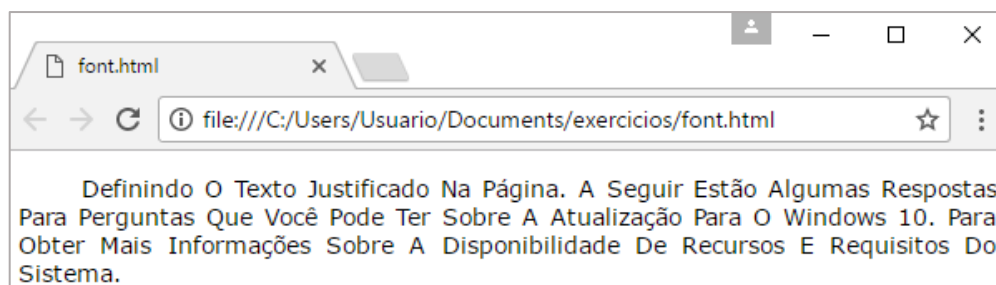 font.html
file:///C:/Users/Usuario/Documents/exercicios/font.html
Definindo O Texto Justificado Na Página. A Seguir Estão Algumas Respostas
Para Perguntas Que Você Pode Ter Sobre A Atualização Para O Windows 10. Para
Obter Mais Informações Sobre A Disponibilidade De Recursos E Requisitos Do
Sistema.